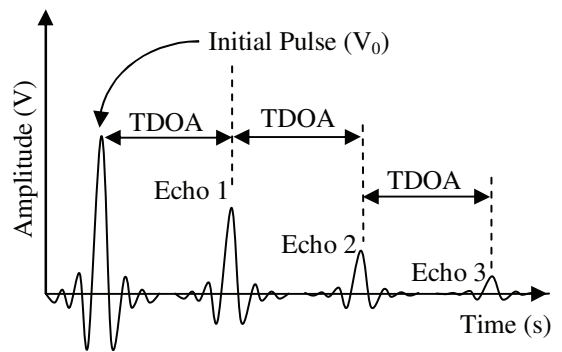 Initial Pulse (V₀)
Amplitude (V)
TDOA
TDOA
TDOA
Echo 1
Echo 2
Echo 3
Time (s)